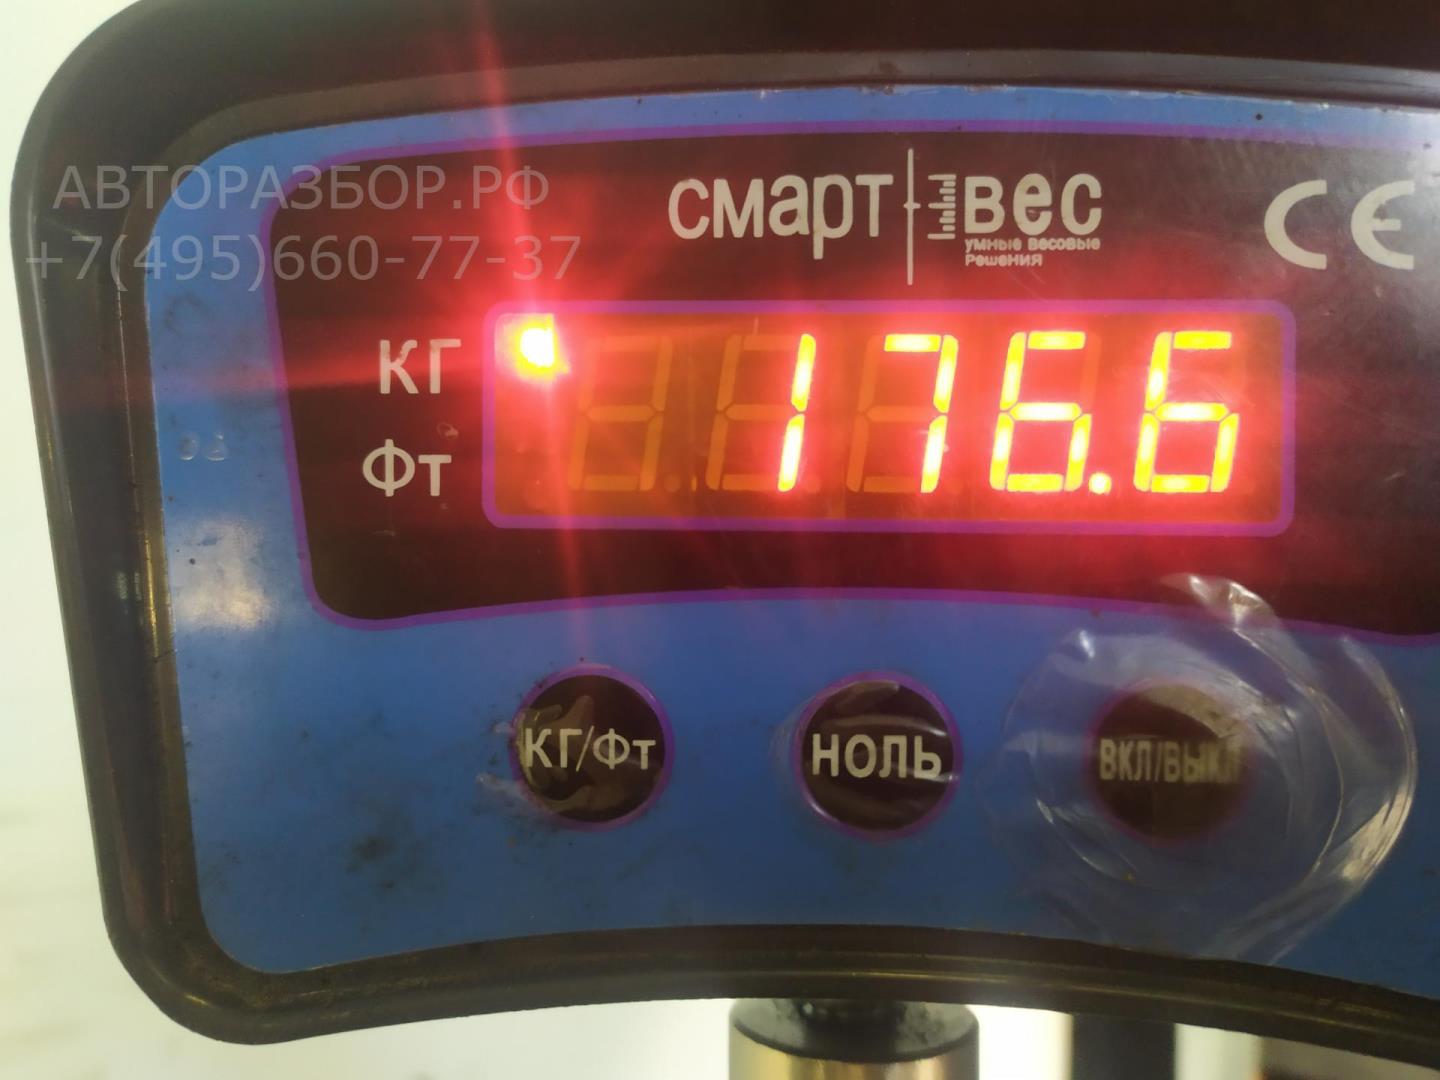 АВТОРАЗБОР.РФ
+7(495)660-77-37
смарт вес
умные весовые
решения
CE
КГ
Фт
176.6
КГ/Фт
НОЛЬ
ВКЛ/ВЫКЛ